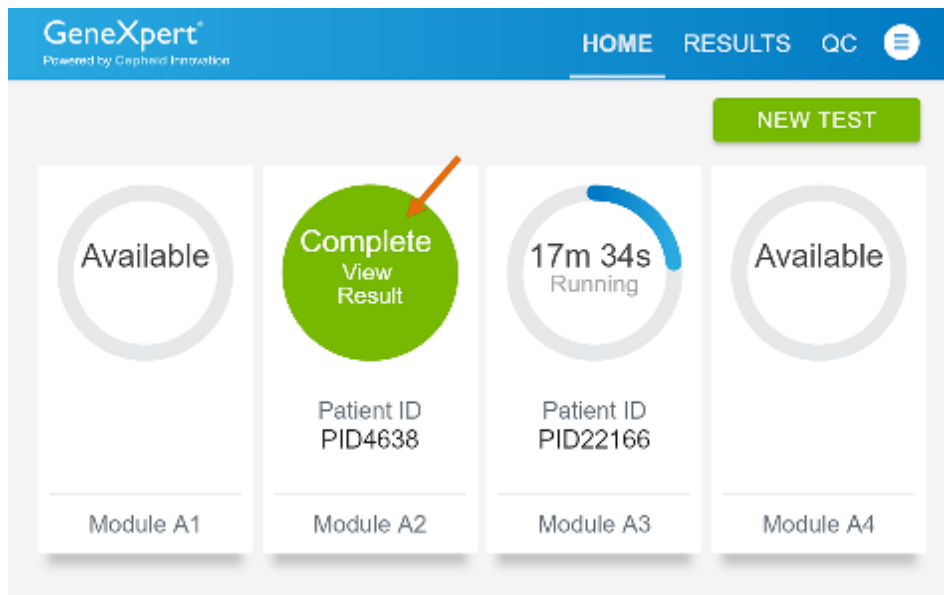 GeneXpert®
Powered by Cepheid Innovation
HOME RESULTS QC
NEW TEST
Available
Complete
View
Result
17m 34s
Running
Available
Patient ID
PID4638
Patient ID
PID22166
Module A1
Module A2
Module A3
Module A4